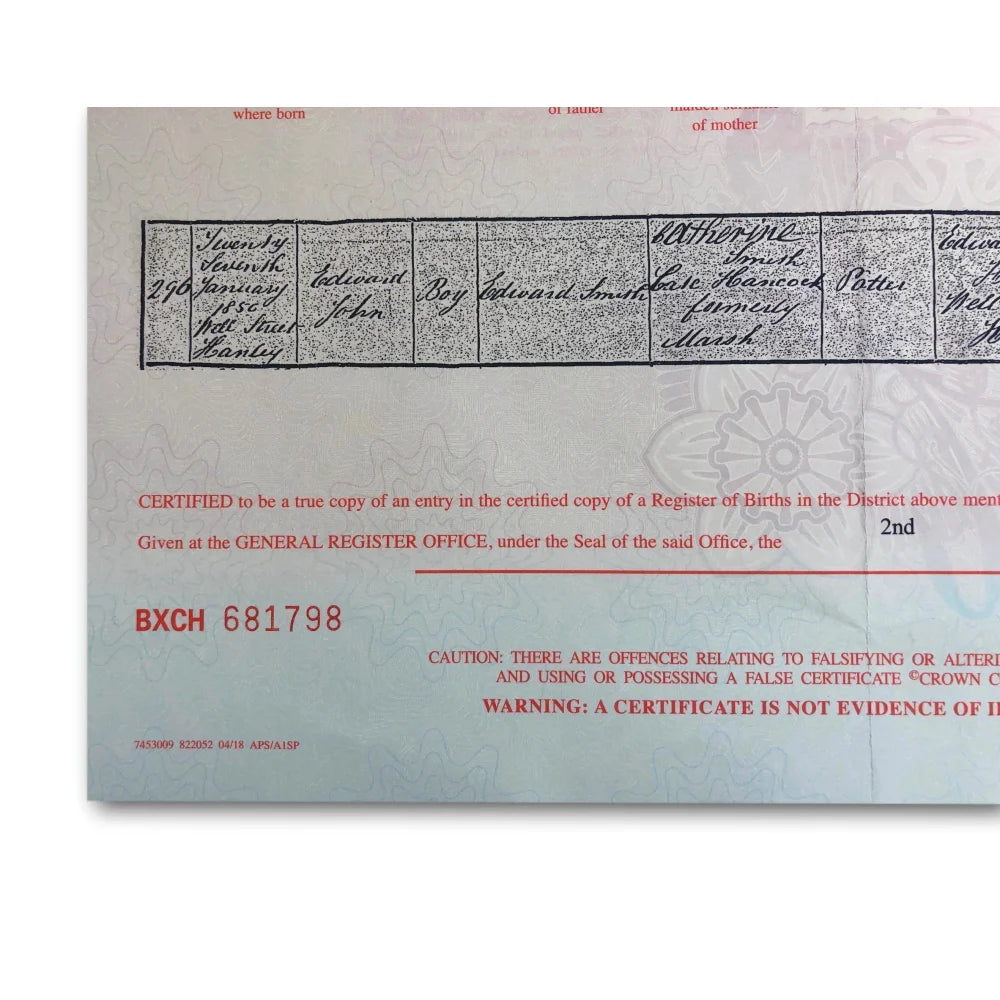 where born
of father
maiden surname
of mother
296
Twenty
Seventh
January
1856
Well Street
Hanley
Edward
John
Boy
Edward Smith
Catherine
Smith
late Hancock
formerly
Marsh
Potter
Edwa
Well
CERTIFIED to be a true copy of an entry in the certified copy of a Register of Births in the District above ment
Given at the GENERAL REGISTER OFFICE, under the Seal of the said Office, the
2nd
BXCH 681798
CAUTION: THERE ARE OFFENCES RELATING TO FALSIFYING OR ALTERI
AND USING OR POSSESSING A FALSE CERTIFICATE ©CROWN C
WARNING: A CERTIFICATE IS NOT EVIDENCE OF I
7453009 822052 04/18 APS/A1SP